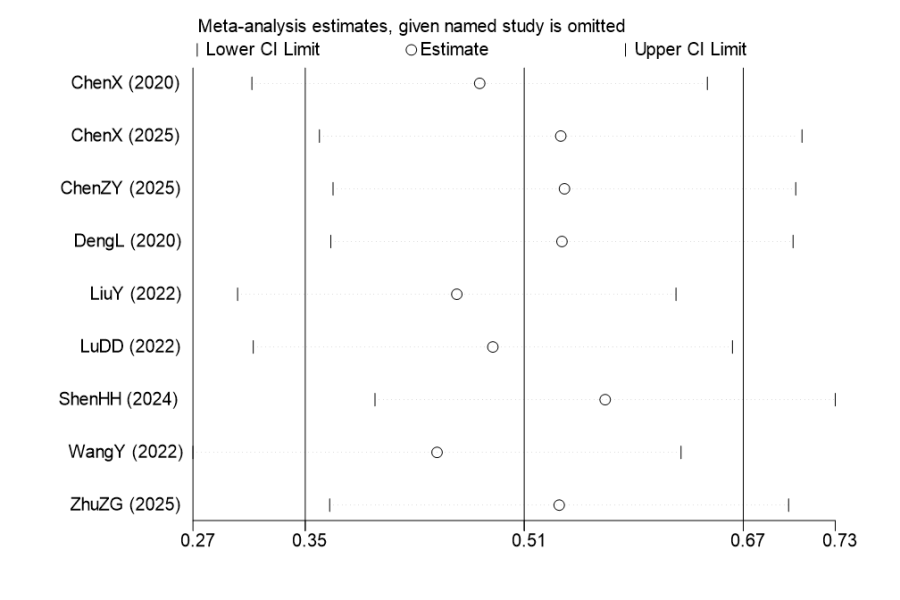 Meta-analysis estimates, given named study is omitted
| Lower CI Limit ○ Estimate | Upper CI Limit
ChenX (2020)
ChenX (2025)
ChenZY (2025)
DengL (2020)
LiuY (2022)
LuDD (2022)
ShenHH (2024)
WangY (2022)
ZhuZG (2025)
0.27 0.35 0.51 0.67 0.73